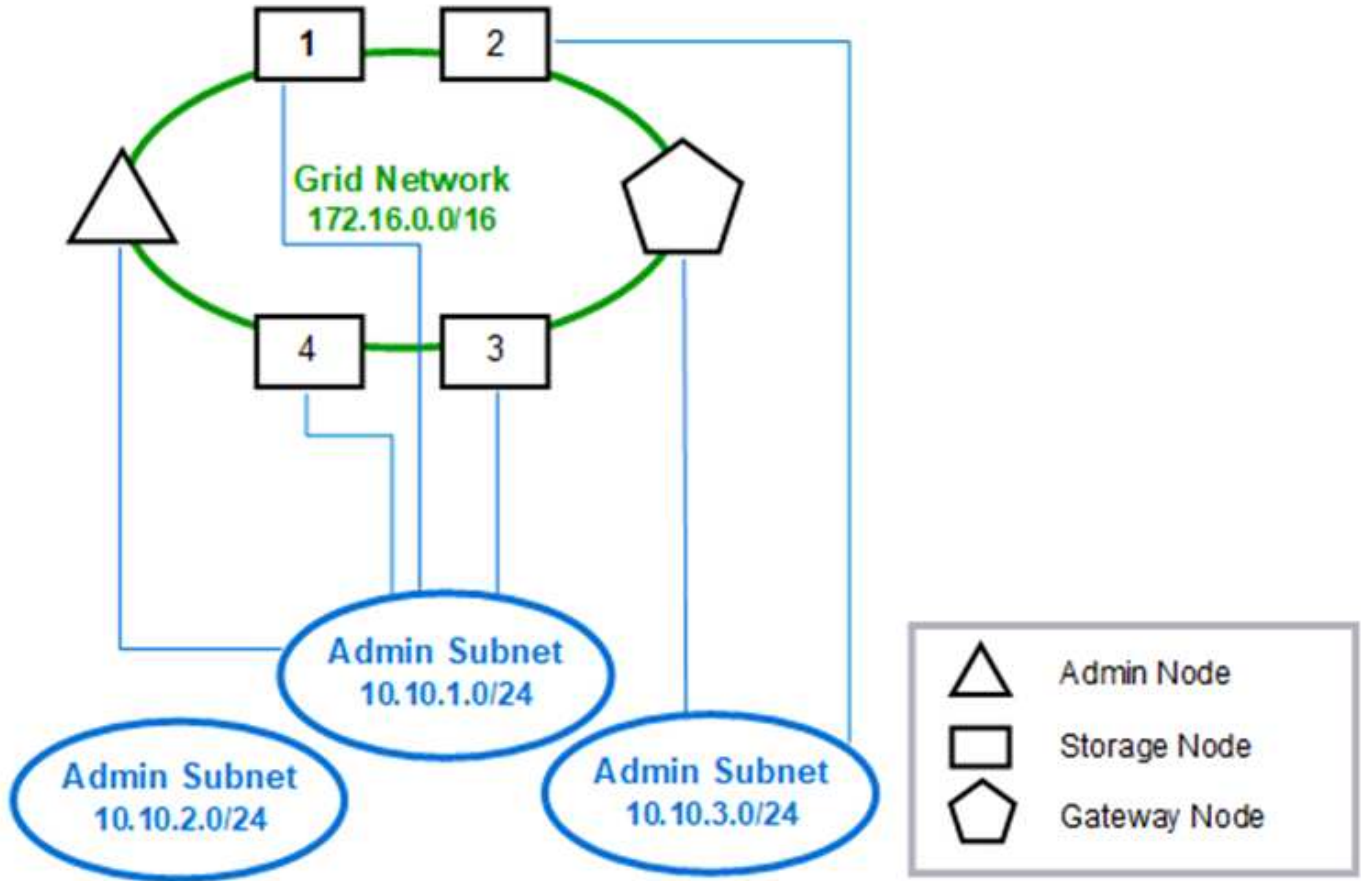 1
2
Grid Network
172.16.0.0/16
4
3
Admin Subnet
10.10.1.0/24
Admin Subnet
10.10.2.0/24
Admin Subnet
10.10.3.0/24
Admin Node
Storage Node
Gateway Node